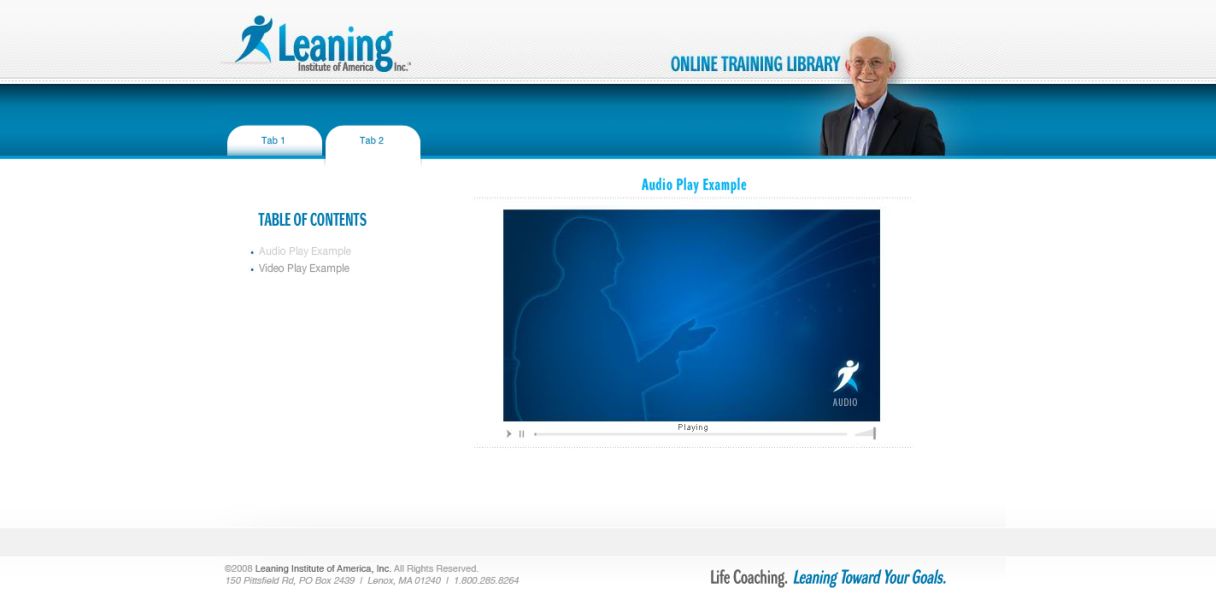 Leaning
Institute of America Inc.™
ONLINE TRAINING LIBRARY
Tab 1
Tab 2
Audio Play Example
TABLE OF CONTENTS
• Audio Play Example
• Video Play Example
AUDIO
Playing
©2008 Leaning Institute of America, Inc. All Rights Reserved.
150 Pittsfield Rd, PO Box 2439 | Lenox, MA 01240 | 1.800.285.8264
Life Coaching. Leaning Toward Your Goals.